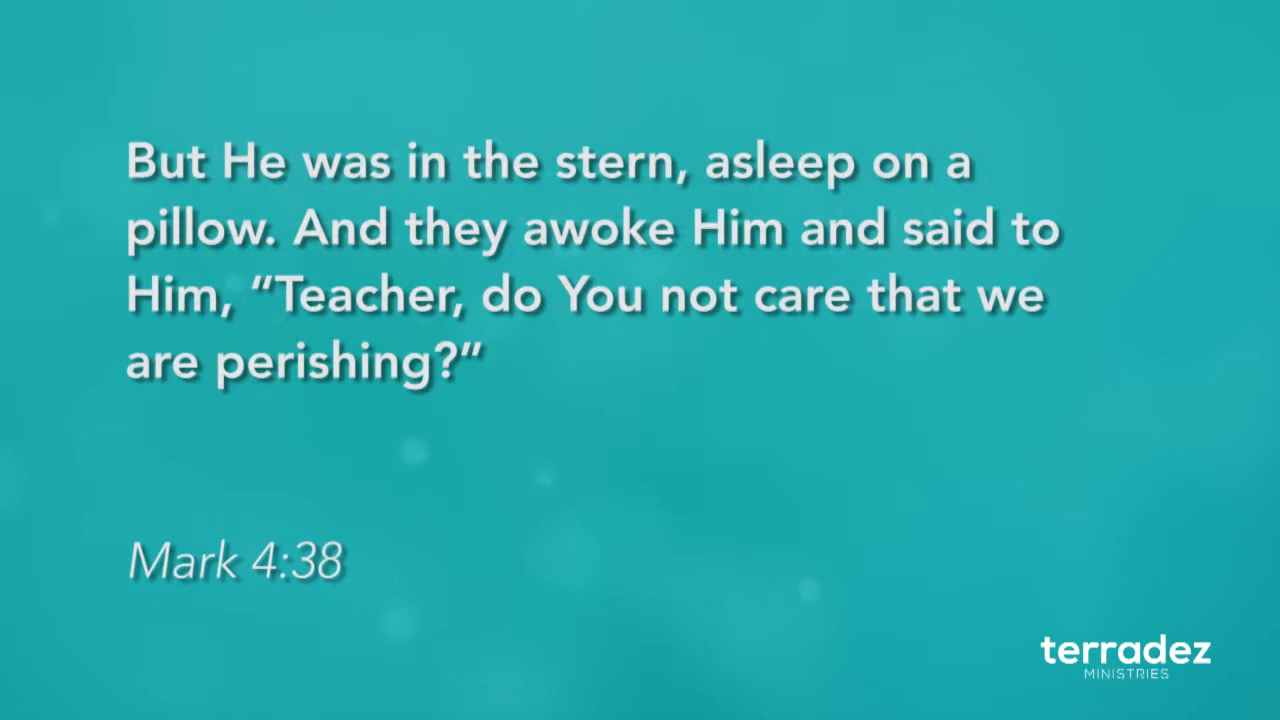 But He was in the stern, asleep on a
pillow. And they awoke Him and said to
Him, “Teacher, do You not care that we
are perishing?”
Mark 4:38
terradez
MINISTRIES